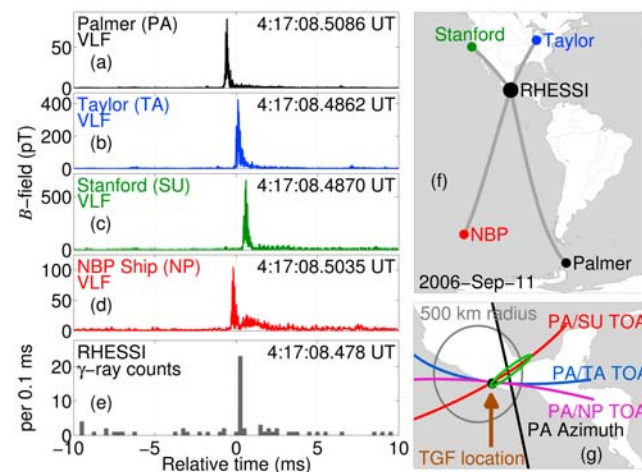 Palmer (PA)
VLF
4:17:08.5086 UT
(a)
50
0
Taylor (TA)
VLF
4:17:08.4862 UT
(b)
400
200
0
B-field (pT)
Stanford (SU)
VLF
4:17:08.4870 UT
(c)
500
0
NBP Ship (NP)
VLF
4:17:08.5035 UT
(d)
100
50
0
RHESSI
γ-ray counts
4:17:08.478 UT
(e)
20
10
0
per 0.1 ms
−10 −5 0 5 10
Relative time (ms)
Stanford
Taylor
RHESSI
(f)
NBP
Palmer
2006−Sep−11
500 km radius
PA/SU TOA
PA/TA TOA
PA/NP TOA
PA Azimuth
TGF location
(g)